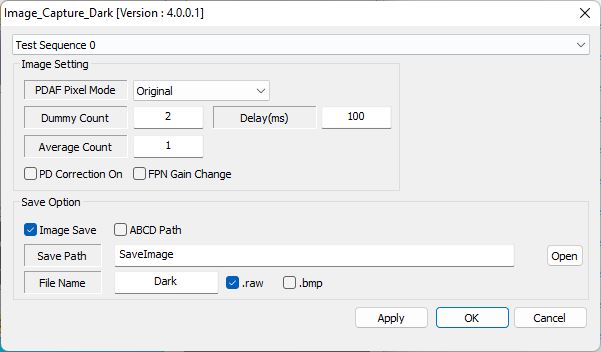 Image_Capture_Dark [Version : 4.0.0.1]
Test Sequence 0
Image Setting
PDAF Pixel Mode Original
Dummy Count 2 Delay(ms) 100
Average Count 1
PD Correction On FPN Gain Change
Save Option
Image Save ABCD Path
Save Path SaveImage Open
File Name Dark .raw .bmp
Apply OK Cancel